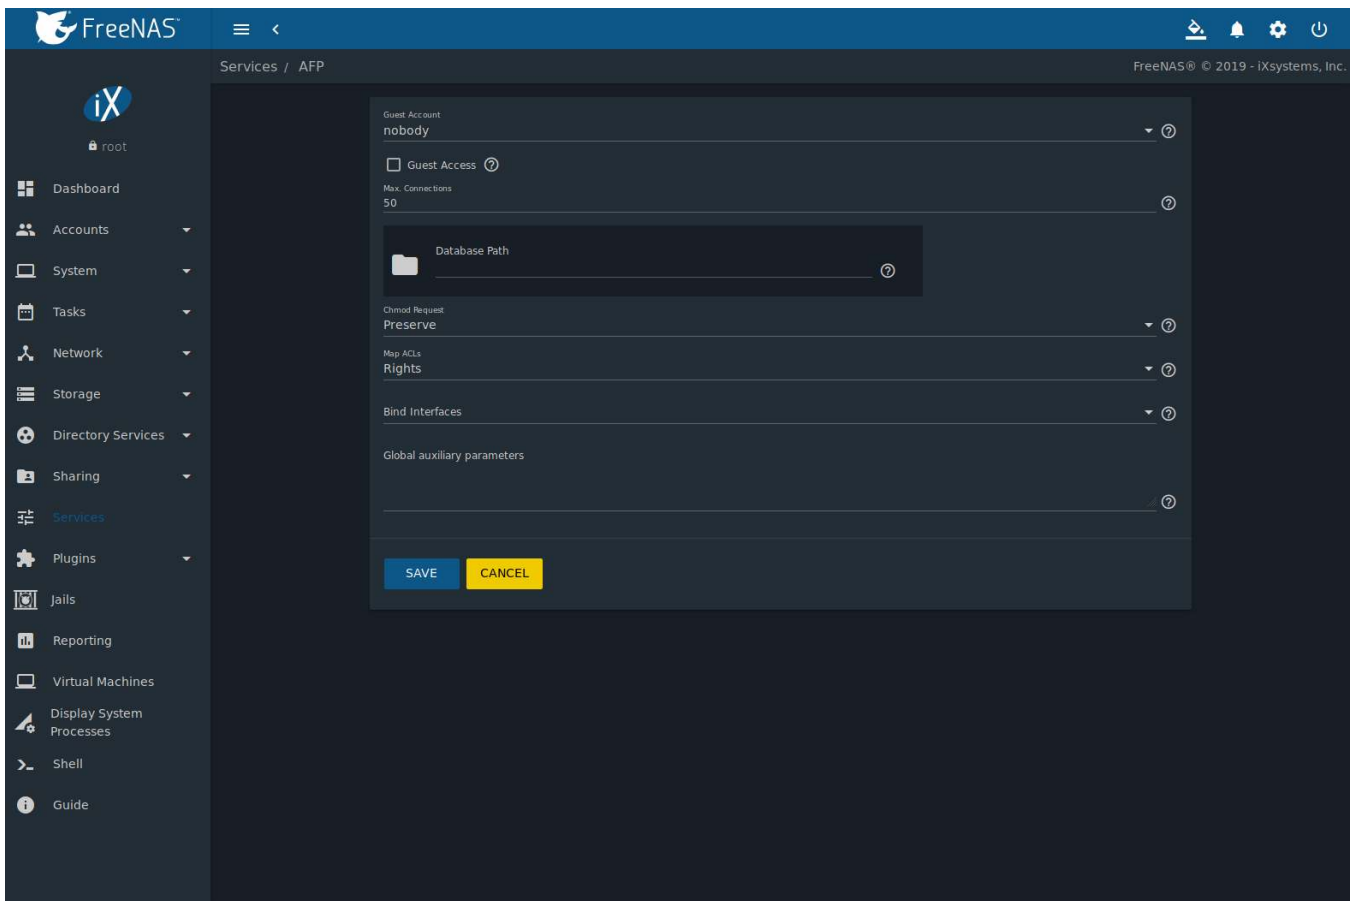 FreeNAS™
Services / AFP
FreeNAS® © 2019 - iXsystems, Inc.
iX
root
Dashboard
Accounts
System
Tasks
Network
Storage
Directory Services
Sharing
Services
Plugins
Jails
Reporting
Virtual Machines
Display System
Processes
Shell
Guide
Guest Account
nobody
Guest Access
Max. Connections
50
Database Path
Chmod Request
Preserve
Map ACLs
Rights
Bind Interfaces
Global auxiliary parameters
SAVE CANCEL